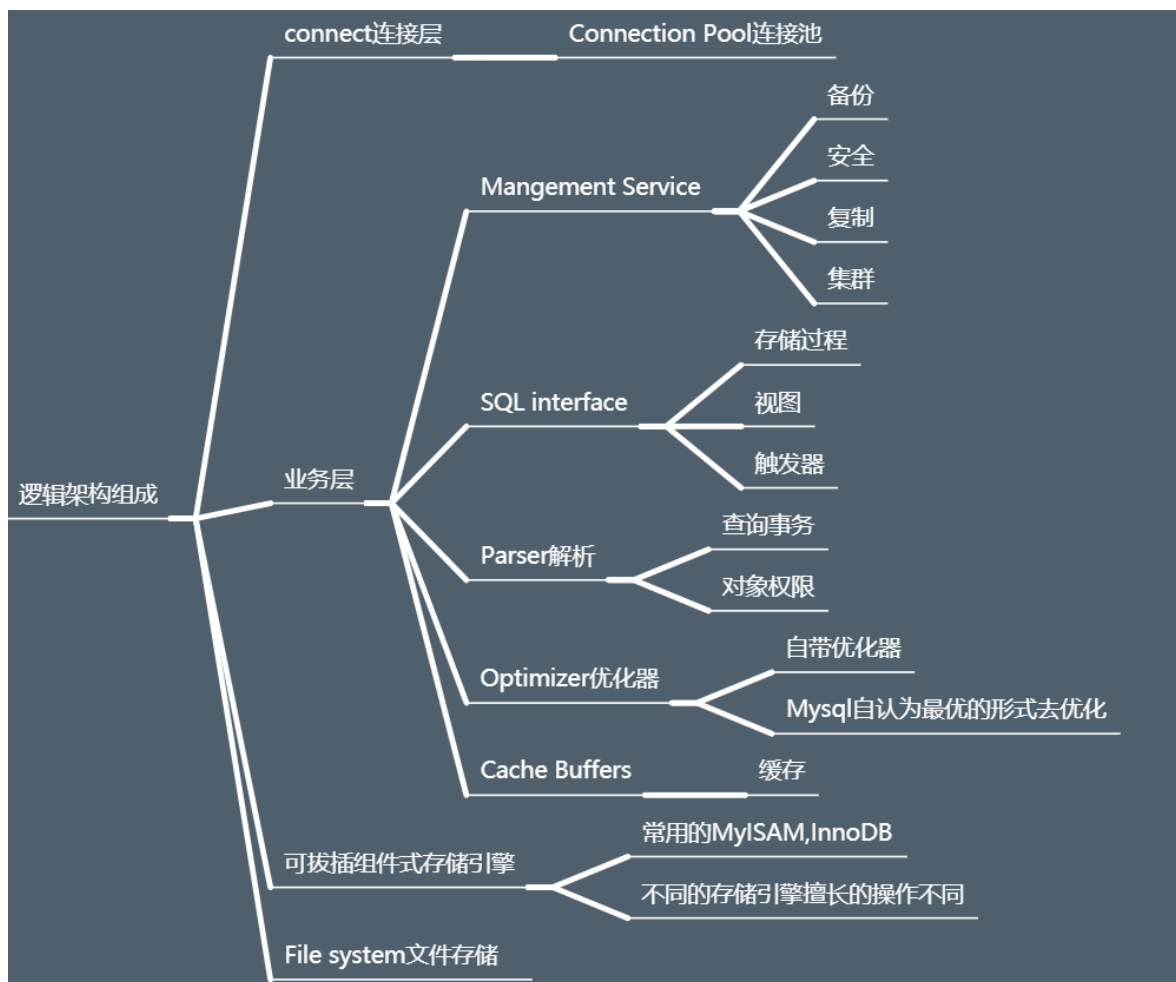 connect连接层
Connection Pool连接池
备份
安全
Mangement Service
复制
集群
存储过程
SQL interface
视图
触发器
业务层
逻辑架构组成
查询事务
Parser解析
对象权限
自带优化器
Optimizer优化器
Mysql自认为最优的形式去优化
Cache Buffers
缓存
常用的MyISAM,InnoDB
可拔插组件式存储引擎
不同的存储引擎擅长的操作不同
File system文件存储